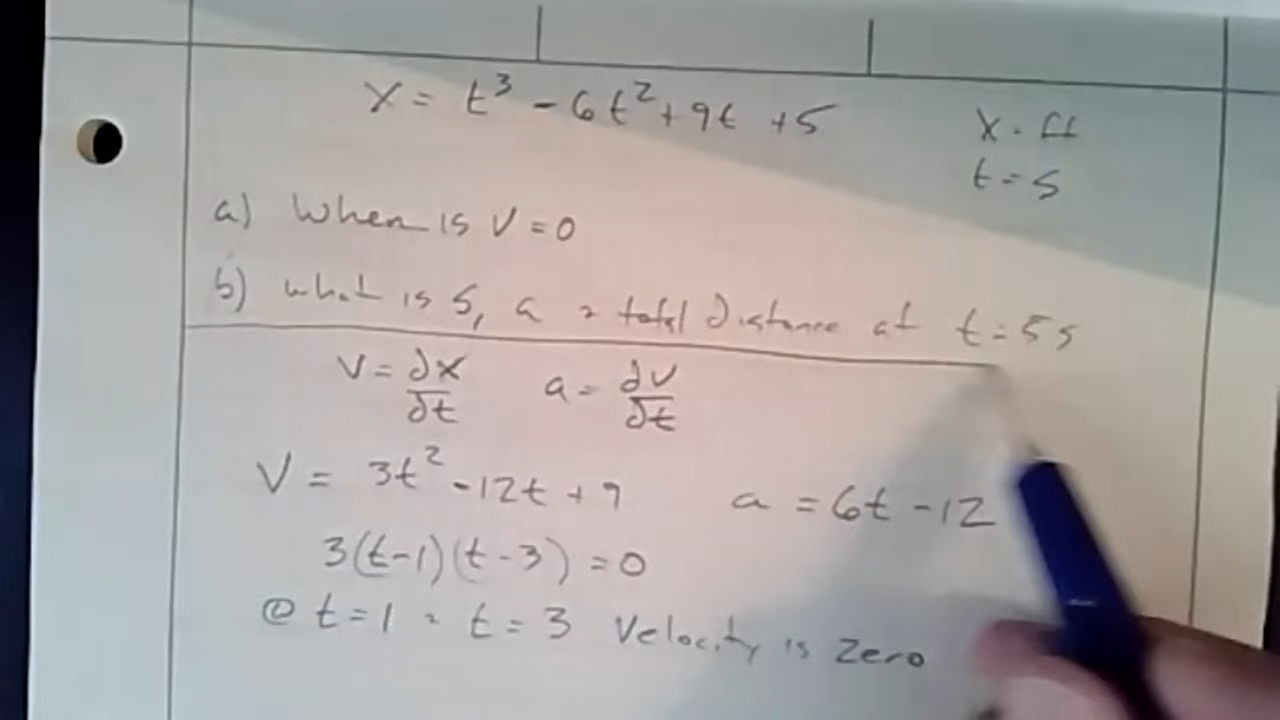 x = t³ - 6t² + 9t + 5
x = ft
t = s
a) When is V = 0
b) what is s, a & total distance at t = 5s
V = ∂x/∂t a = ∂V/∂t
V = 3t² - 12t + 9 a = 6t - 12
3(t-1)(t-3) = 0
@ t=1 & t=3 Velocity is zero